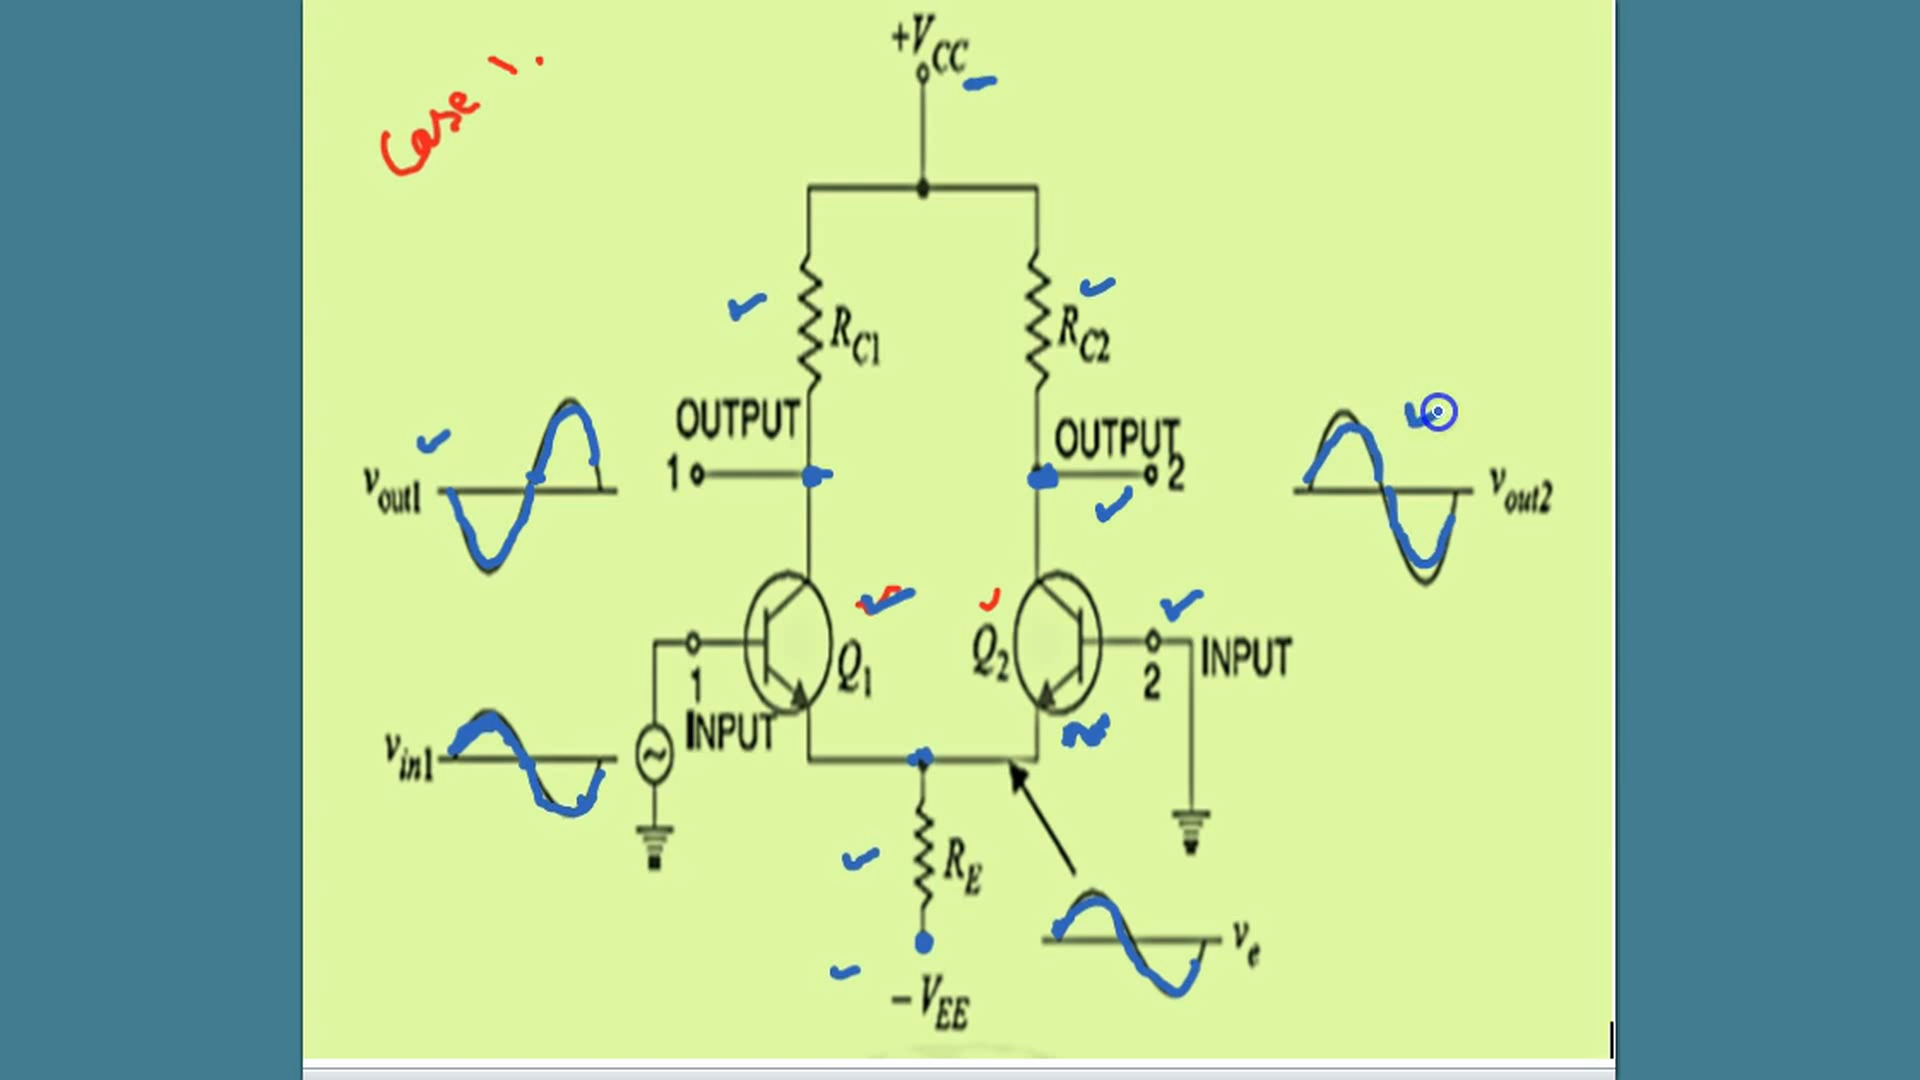 Case 1.
+VCC
RC1
RC2
OUTPUT
1
OUTPUT
2
vout1
vout2
Q1
Q2
1
INPUT
2
INPUT
vin1
RE
ve
−VEE